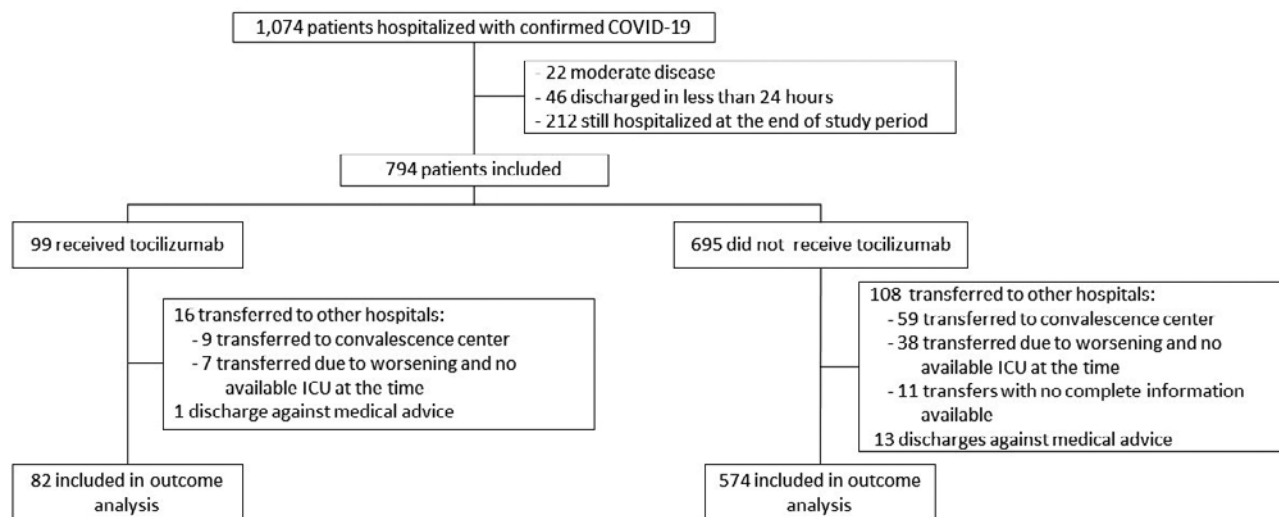 1,074 patients hospitalized with confirmed COVID-19
- 22 moderate disease
- 46 discharged in less than 24 hours
- 212 still hospitalized at the end of study period
794 patients included
99 received tocilizumab
695 did not receive tocilizumab
16 transferred to other hospitals:
- 9 transferred to convalescence center
- 7 transferred due to worsening and no
available ICU at the time
1 discharge against medical advice
108 transferred to other hospitals:
- 59 transferred to convalescence center
- 38 transferred due to worsening and no
available ICU at the time
- 11 transfers with no complete information
available
13 discharges against medical advice
82 included in outcome
analysis
574 included in outcome
analysis